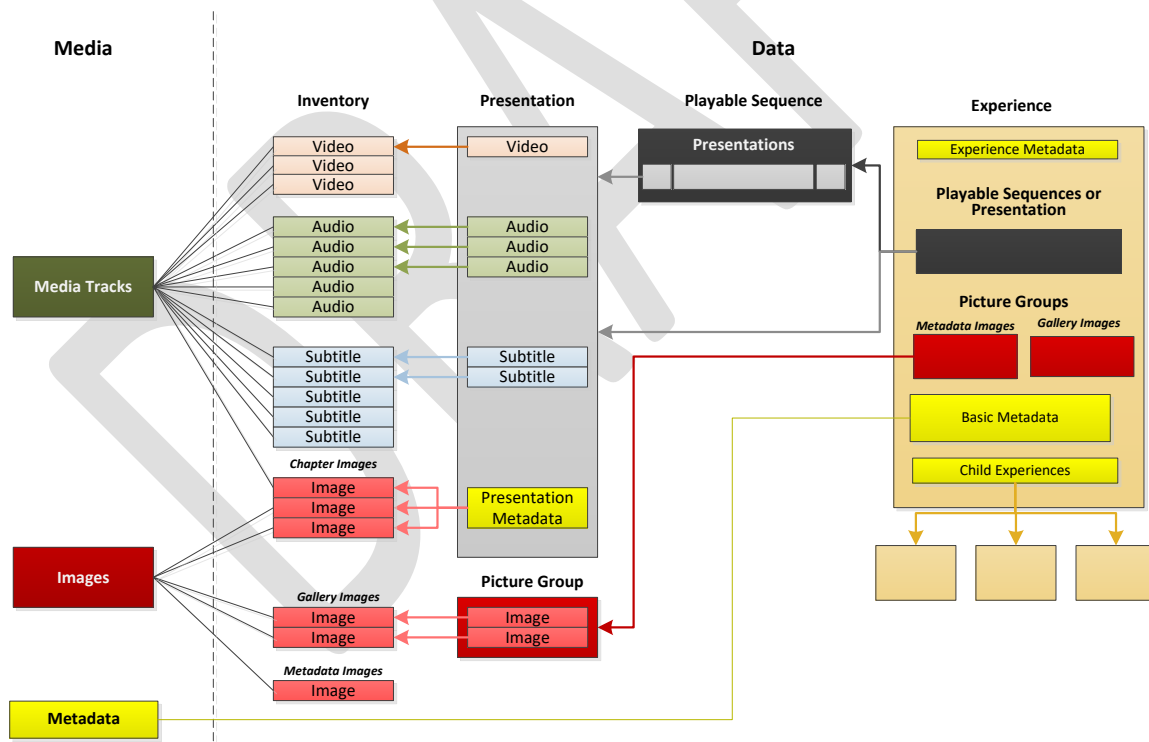 Media
Data
Inventory
Presentation
Playable Sequence
Experience
Video
Video
Video
Audio
Audio
Audio
Audio
Audio
Subtitle
Subtitle
Subtitle
Subtitle
Subtitle
Chapter Images
Image
Image
Image
Gallery Images
Image
Image
Metadata Images
Image
Media Tracks
Images
Metadata
Video
Audio
Audio
Audio
Subtitle
Subtitle
Presentation
Metadata
Picture Group
Image
Image
Presentations
Experience Metadata
Playable Sequences or
Presentation
Picture Groups
Metadata Images
Gallery Images
Basic Metadata
Child Experiences